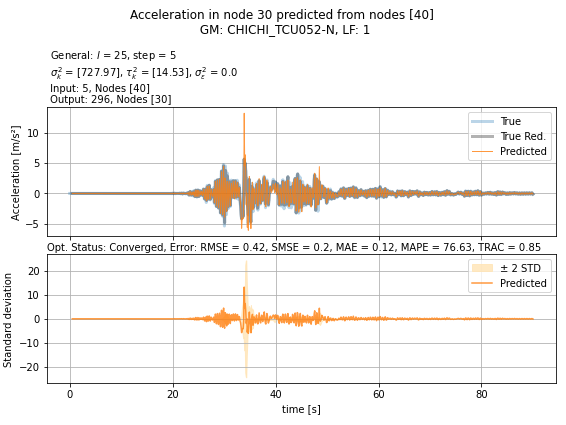 Acceleration in node 30 predicted from nodes [40]
GM: CHICHI_TCU052-N, LF: 1
General: l = 25, step = 5
σ²ₖ = [727.97], τ²ₖ = [14.53], σ²ε = 0.0
Input: 5, Nodes [40]
Output: 296, Nodes [30]
Acceleration [m/s²]
10
5
0
−5
True
True Red.
Predicted
Opt. Status: Converged, Error: RMSE = 0.42, SMSE = 0.2, MAE = 0.12, MAPE = 76.63, TRAC = 0.85
Standard deviation
20
10
0
−10
−20
± 2 STD
Predicted
0 20 40 60 80
time [s]